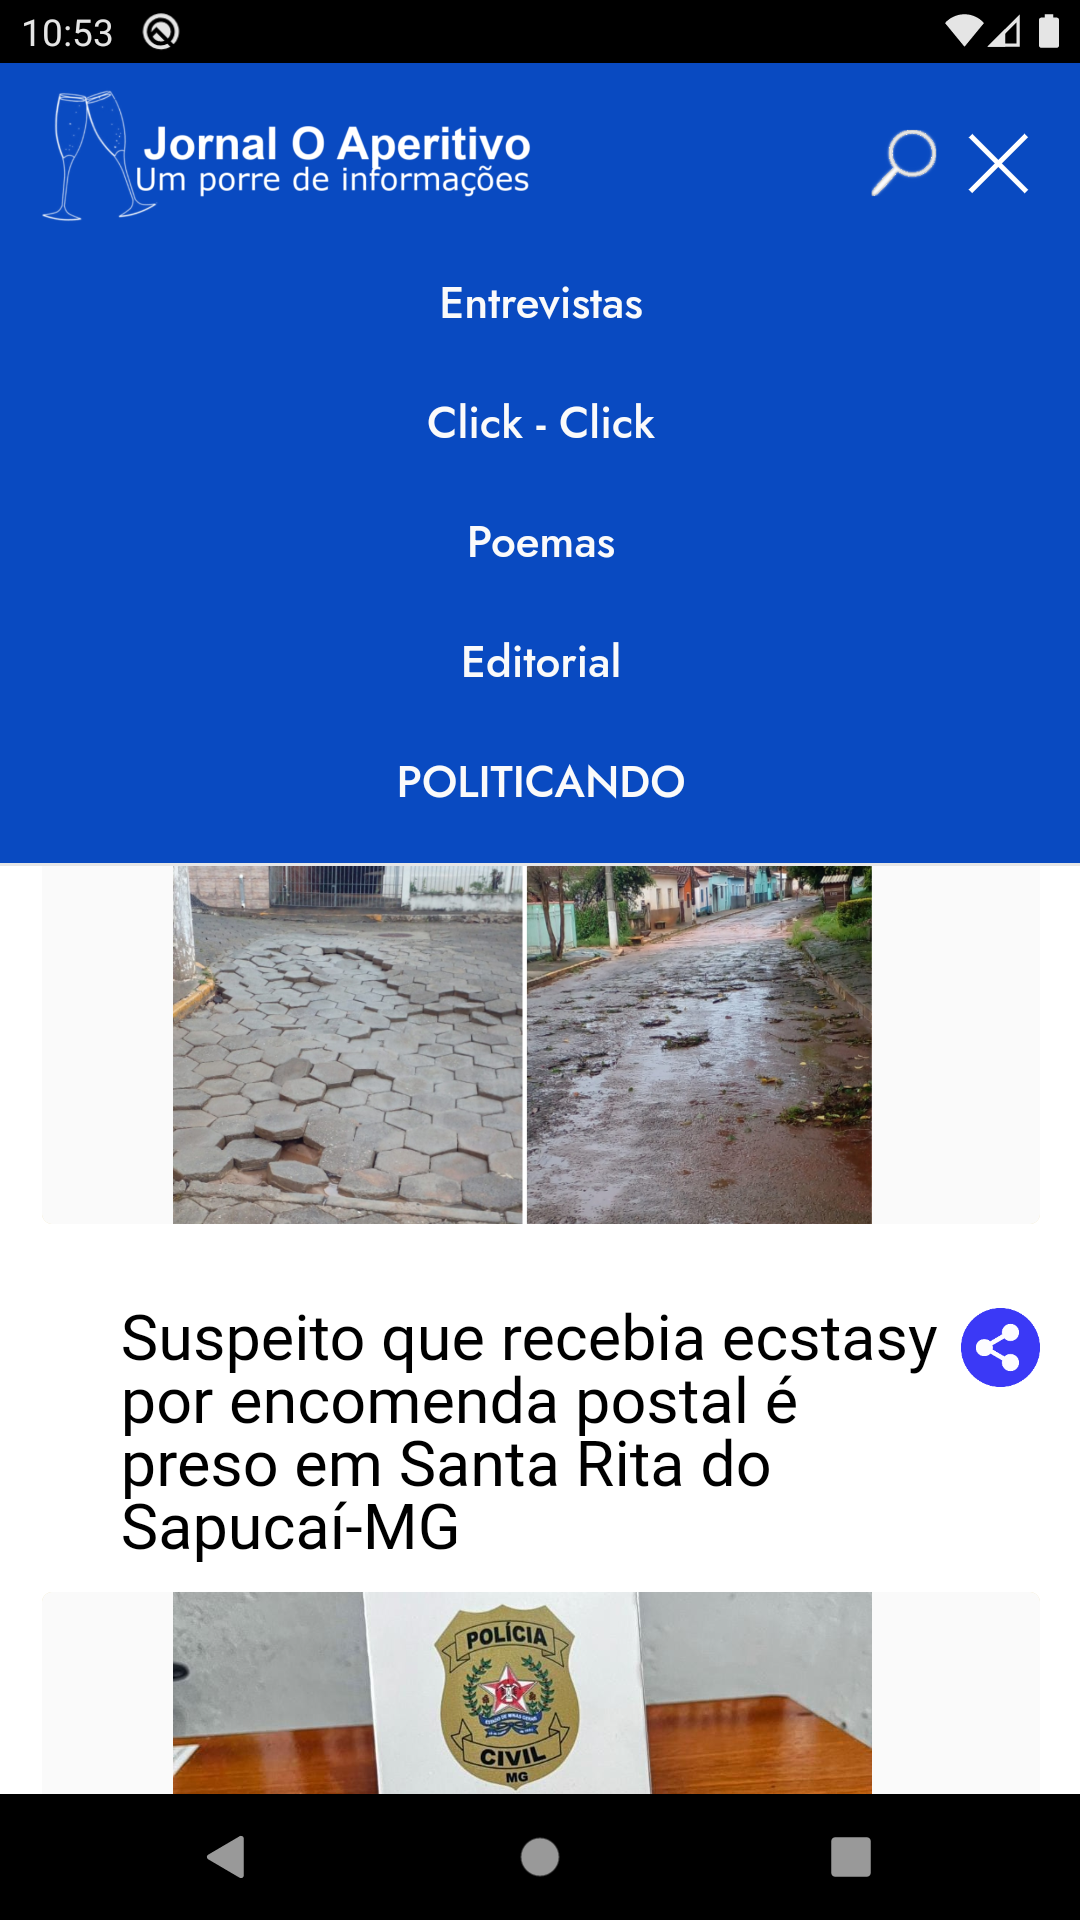 10:53
Jornal O Aperitivo
Um porre de informações
Entrevistas
Click - Click
Poemas
Editorial
POLITICANDO
Suspeito que recebia ecstasy
por encomenda postal é
preso em Santa Rita do
Sapucaí-MG
POLÍCIA
CIVIL
MG